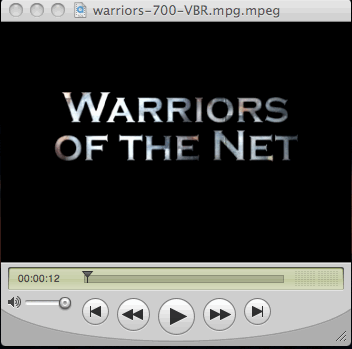 warriors-700-VBR.mpg.mpeg
WARRIORS
OF THE NET
00:00:12